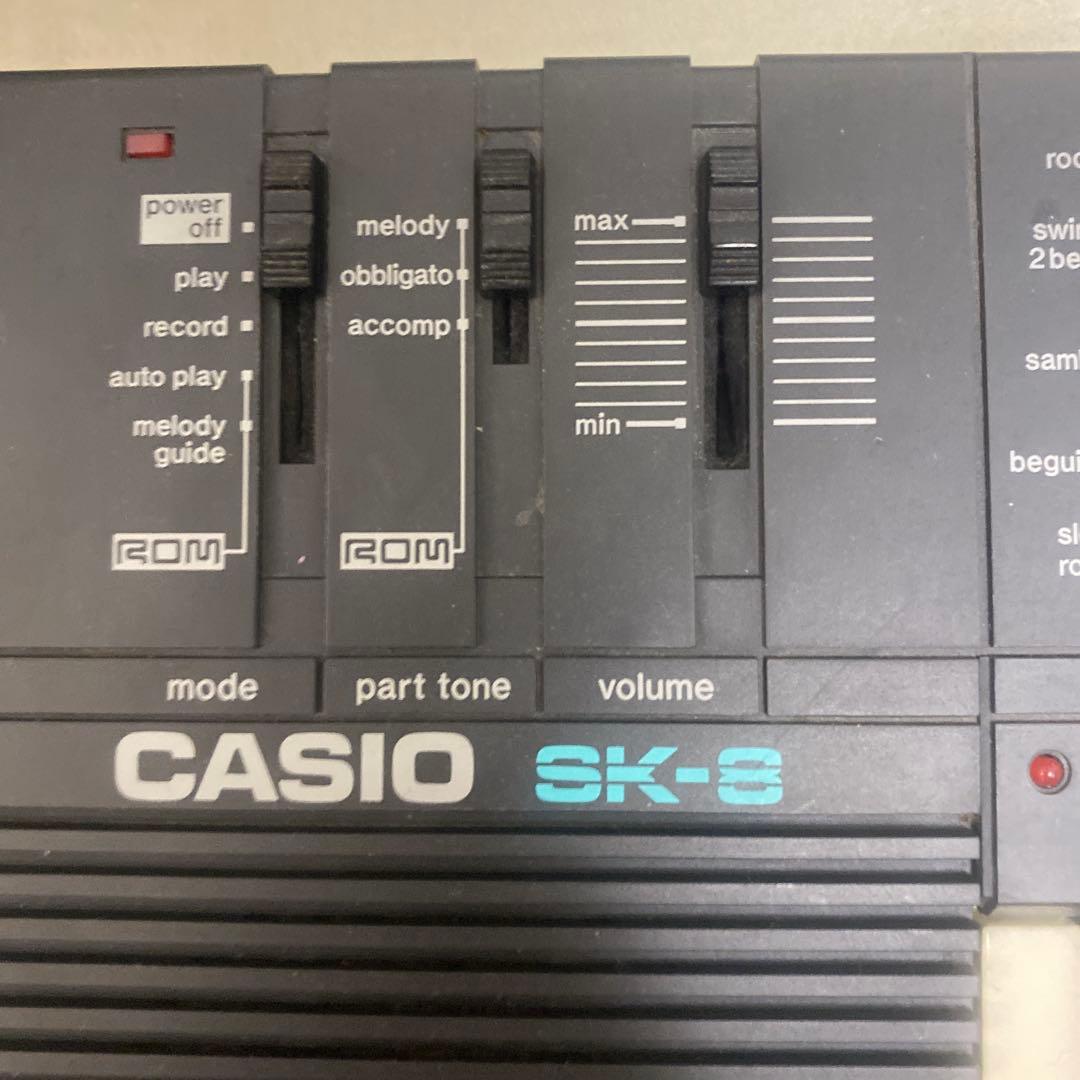 power
off
play
record
auto play
melody
guide
ROM
mode
melody
obbligato
accomp
ROM
part tone
max
min
volume
2
CASIO SK-8